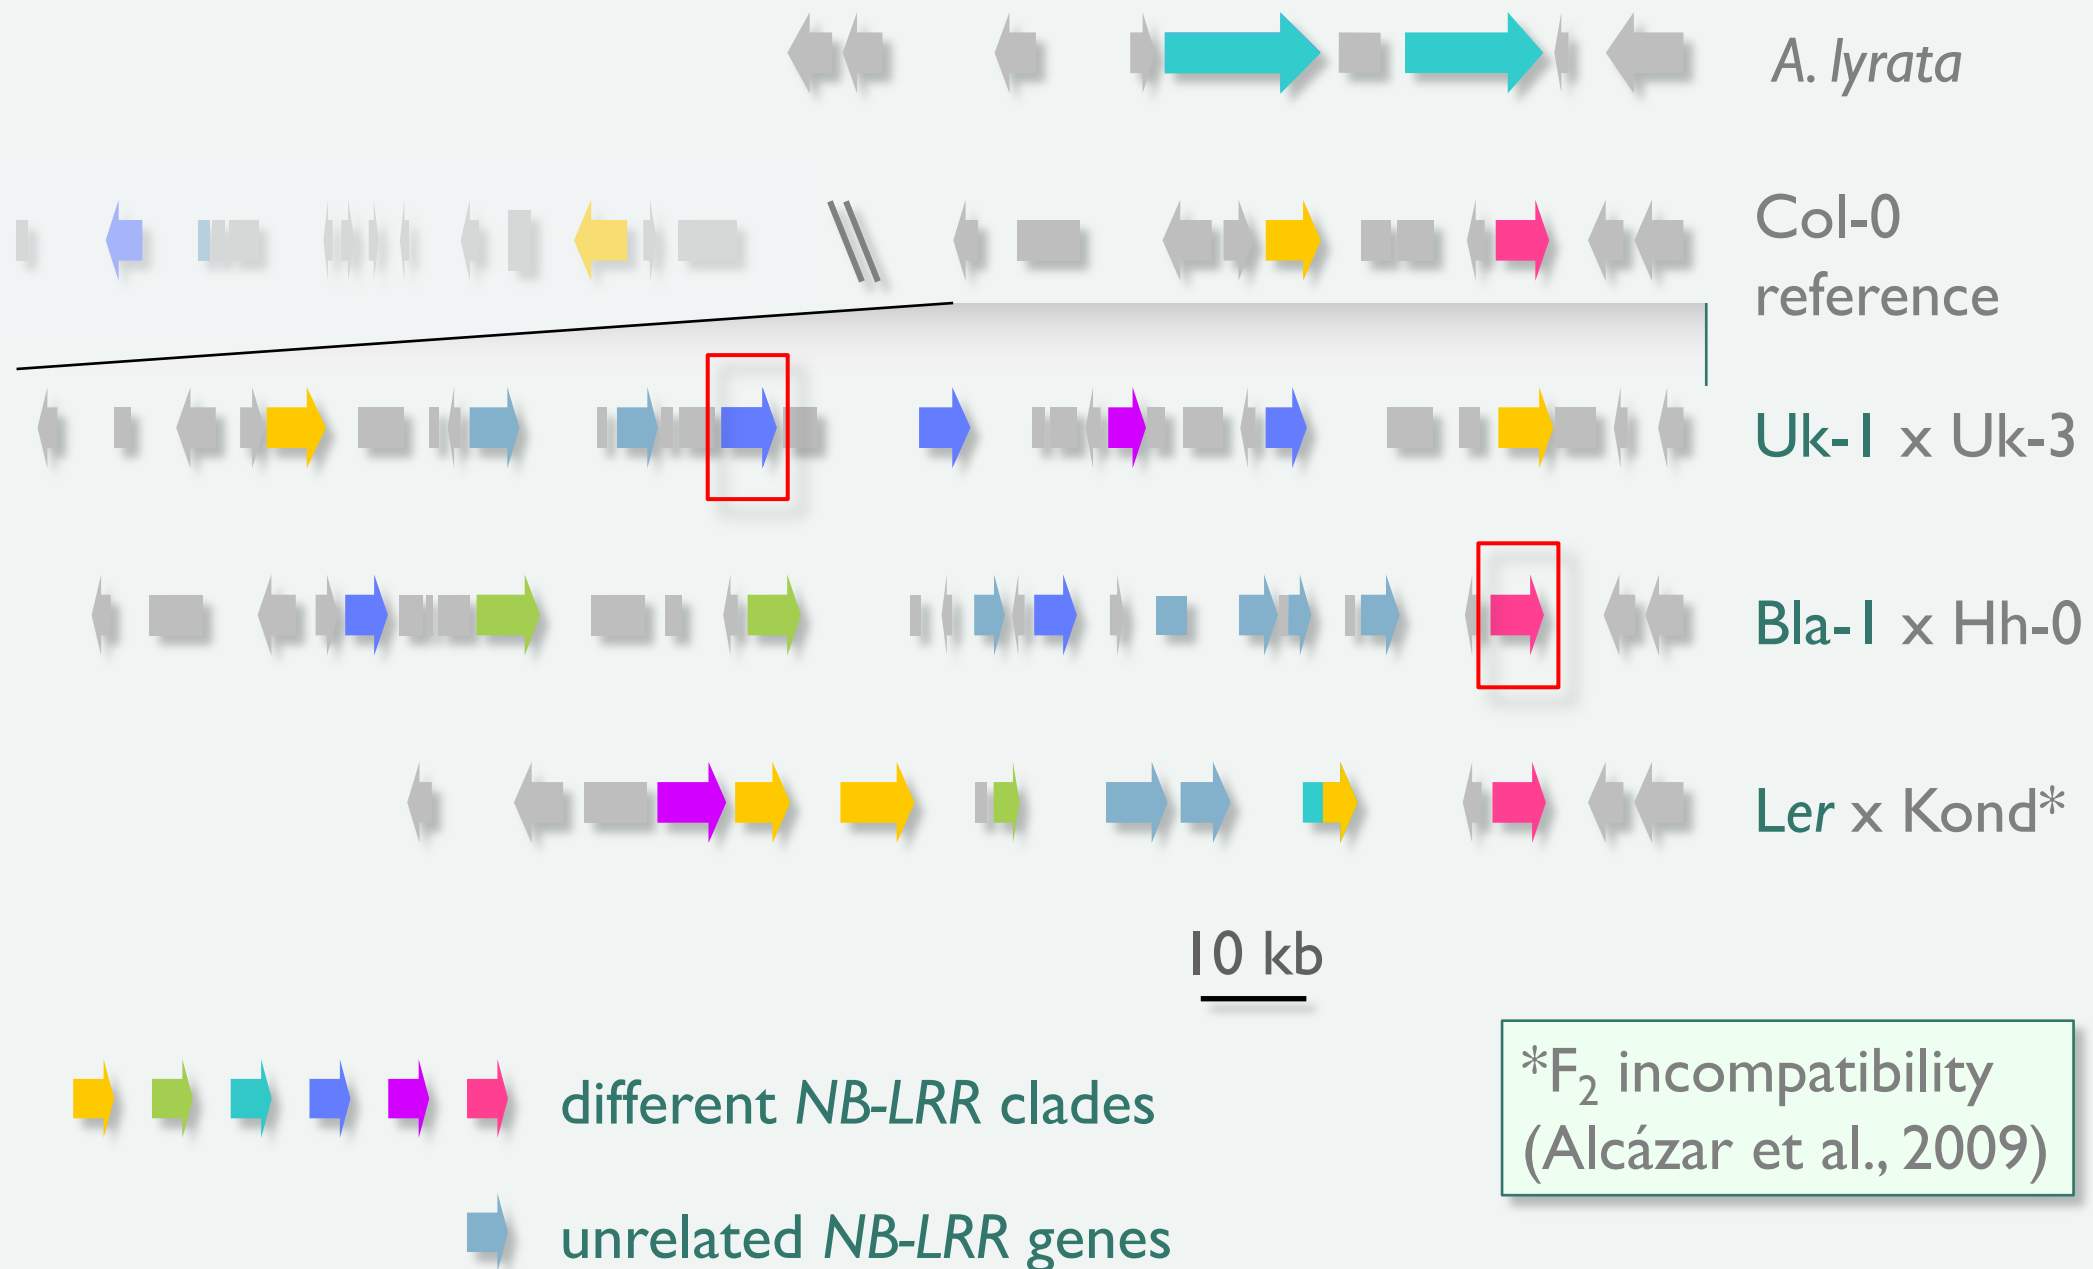 A. lyrata
Col-0
reference
Uk-1 x Uk-3
Bla-1 x Hh-0
Ler x Kond*
10 kb
different NB-LRR clades
unrelated NB-LRR genes
*F₂ incompatibility
(Alcázar et al., 2009)